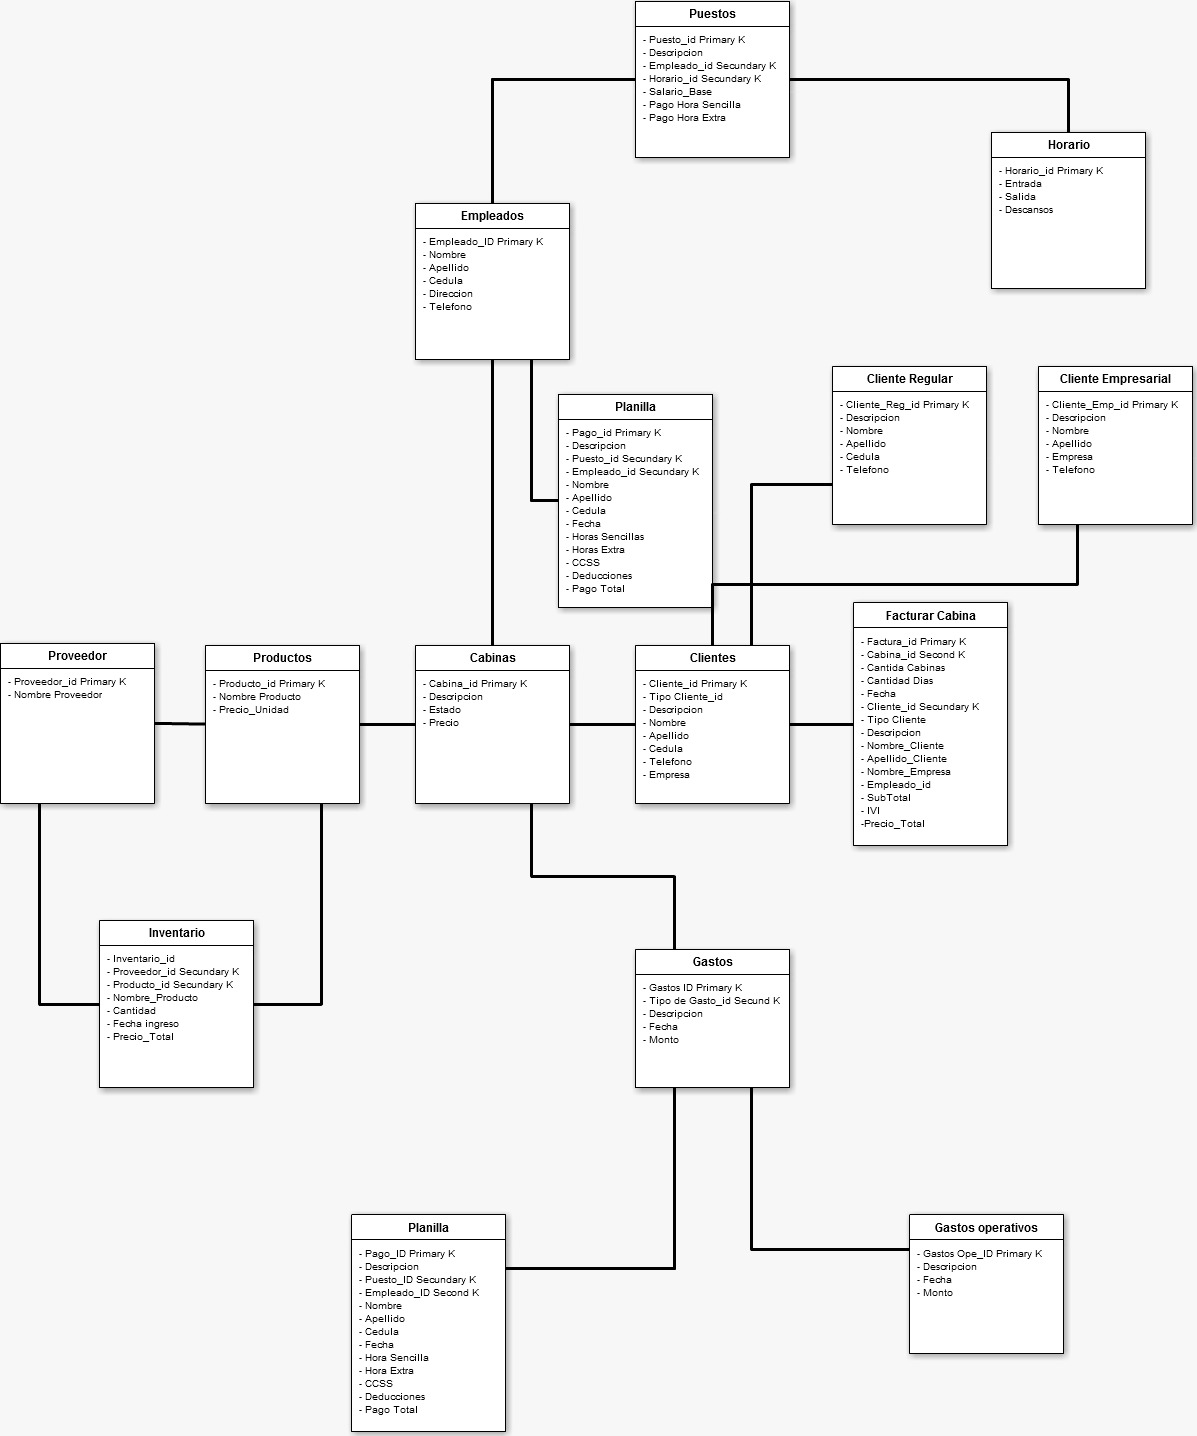 Puestos
- Puesto_id Primary K
- Descripcion
- Empleado_id Secundary K
- Horario_id Secundary K
- Salario_Base
- Pago Hora Sencilla
- Pago Hora Extra
Horario
- Horario_id Primary K
- Entrada
- Salida
- Descansos
Empleados
- Empleado_ID Primary K
- Nombre
- Apellido
- Cedula
- Direccion
- Telefono
Planilla
- Pago_id Primary K
- Descripcion
- Puesto_id Secundary K
- Empleado_id Secundary K
- Nombre
- Apellido
- Cedula
- Fecha
- Horas Sencillas
- Horas Extra
- CCSS
- Deducciones
- Pago Total
Cliente Regular
- Cliente_Reg_id Primary K
- Descripcion
- Nombre
- Apellido
- Cedula
- Telefono
Cliente Empresarial
- Cliente_Emp_id Primary K
- Descripcion
- Nombre
- Apellido
- Empresa
- Telefono
Proveedor
- Proveedor_id Primary K
- Nombre Proveedor
Productos
- Producto_id Primary K
- Nombre Producto
- Precio_Unidad
Cabinas
- Cabina_id Primary K
- Descripcion
- Estado
- Precio
Clientes
- Cliente_id Primary K
- Tipo Cliente_id
- Descripcion
- Nombre
- Apellido
- Cedula
- Telefono
- Empresa
Facturar Cabina
- Factura_id Primary K
- Cabina_id Second K
- Cantida Cabinas
- Cantidad Dias
- Fecha
- Cliente_id Secundary K
- Tipo Cliente
- Descripcion
- Nombre_Cliente
- Apellido_Cliente
- Nombre_Empresa
- Empleado_id
- SubTotal
- IVI
-Precio_Total
Inventario
- Inventario_id
- Proveedor_id Secundary K
- Producto_id Secundary K
- Nombre_Producto
- Cantidad
- Fecha ingreso
- Precio_Total
Gastos
- Gastos ID Primary K
- Tipo de Gasto_id Secund K
- Descripcion
- Fecha
- Monto
Planilla
- Pago_ID Primary K
- Descripcion
- Puesto_ID Secundary K
- Empleado_ID Second K
- Nombre
- Apellido
- Cedula
- Fecha
- Hora Sencilla
- Hora Extra
- CCSS
- Deducciones
- Pago Total
Gastos operativos
- Gastos Ope_ID Primary K
- Descripcion
- Fecha
- Monto